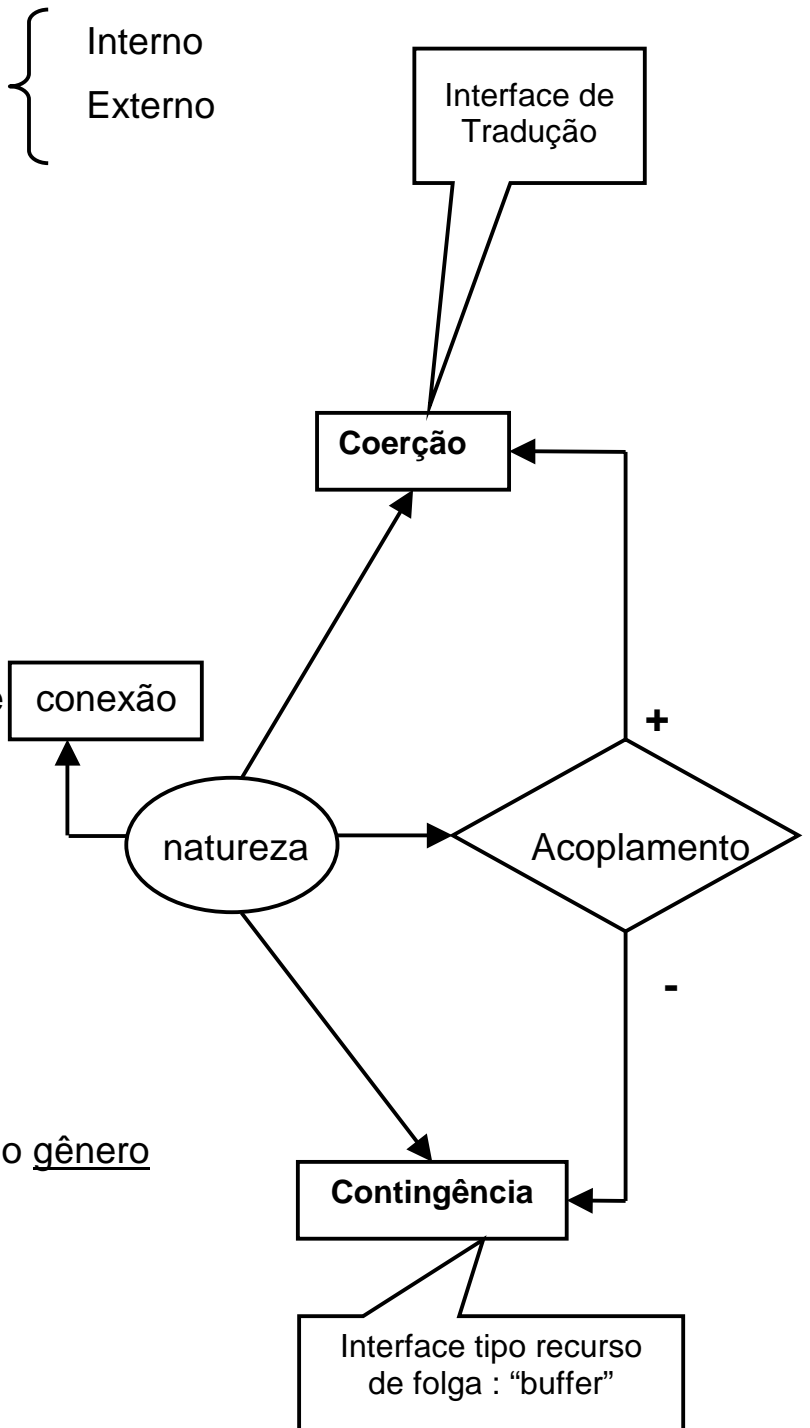 Interno
Externo
Interface de
Tradução
Coerção
e conexão
+
natureza
Acoplamento
-
o gênero
Contingência
Interface tipo recurso
de folga : “buffer”